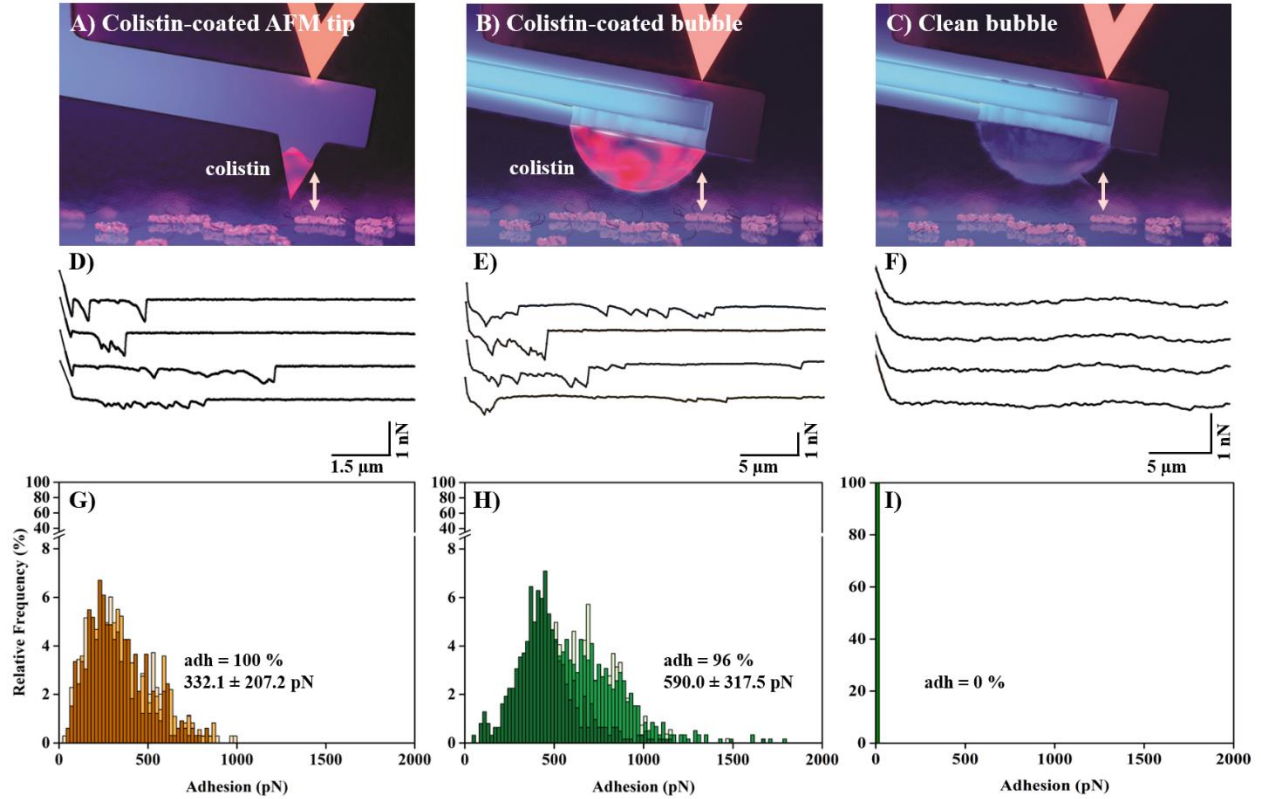 A) Colistin-coated AFM tip
B) Colistin-coated bubble
C) Clean bubble
colistin
colistin
D)
E)
F)
1 nN
1.5 µm
1 nN
5 µm
1 nN
5 µm
G)
H)
I)
Relative Frequency (%)
100
80
60
40
8
6
4
2
0
adh = 100 %
332.1 ± 207.2 pN
0 500 1000 1500 2000
Adhesion (pN)
100
80
60
40
8
6
4
2
0
adh = 96 %
590.0 ± 317.5 pN
0 500 1000 1500 2000
Adhesion (pN)
100
80
60
40
20
0
adh = 0 %
0 500 1000 1500 2000
Adhesion (pN)